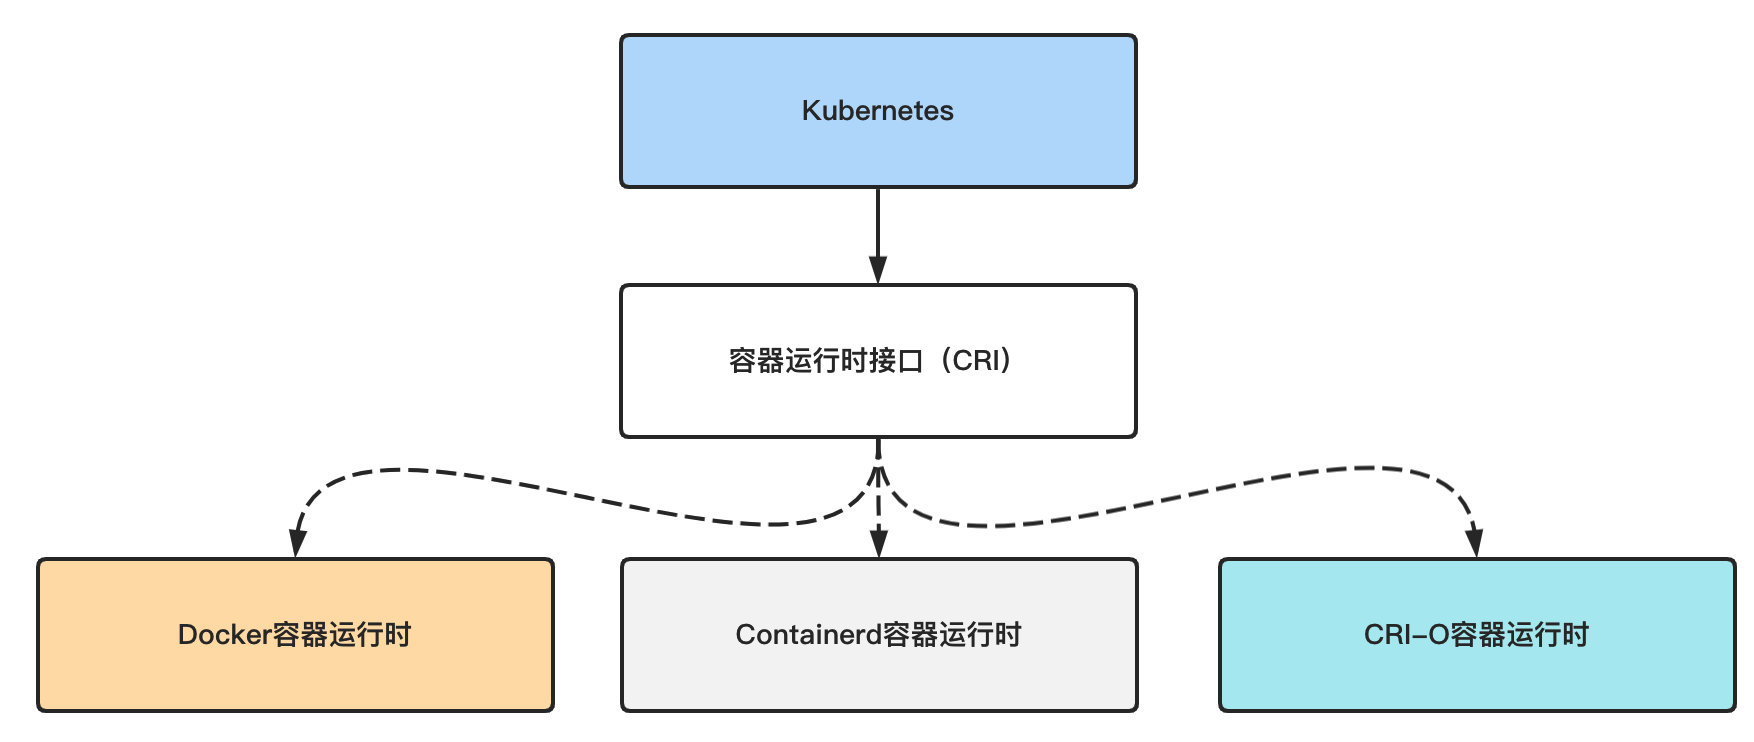 Kubernetes
容器运行时接口（CRI）
Docker容器运行时
Containerd容器运行时
CRI-O容器运行时